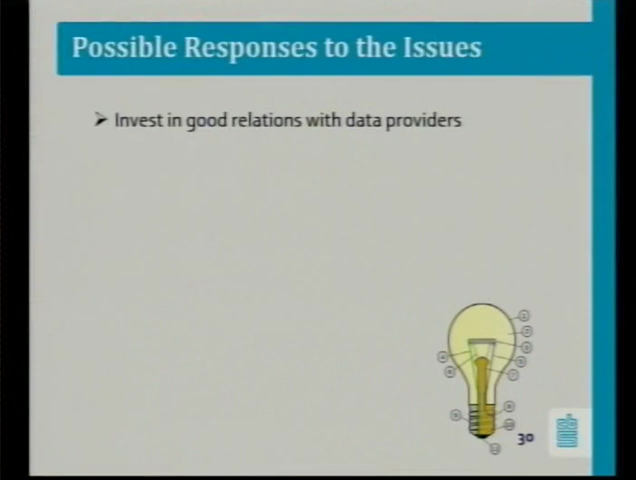 Possible Responses to the Issues
➤ Invest in good relations with data providers
30